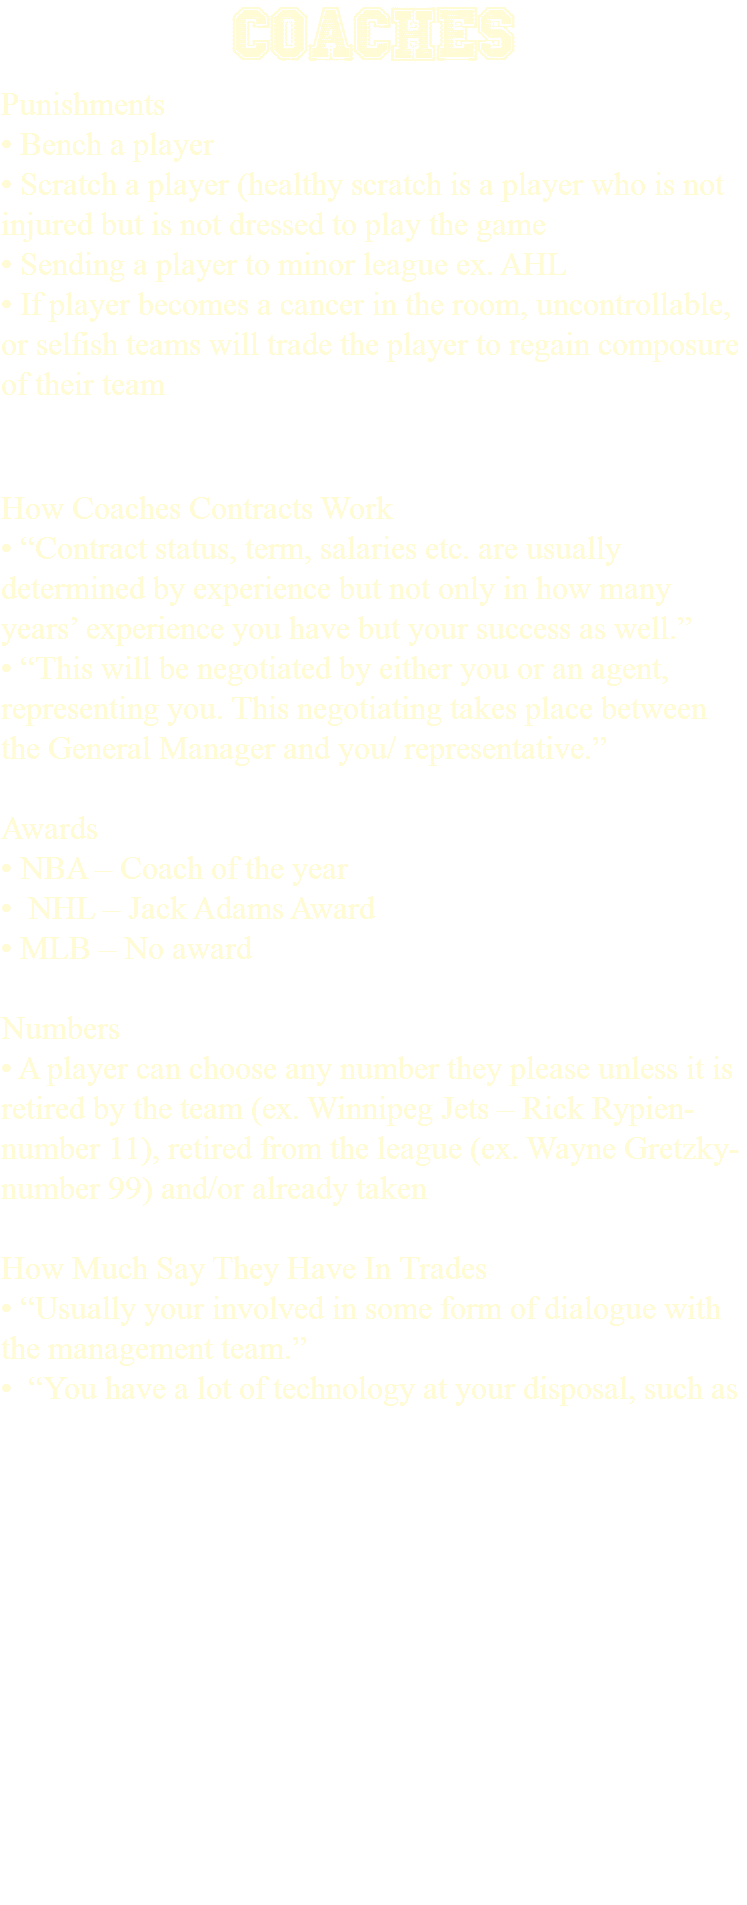 COACHES
Punishments
• Bench a player
• Scratch a player (healthy scratch is a player who is not
injured but is not dressed to play the game
• Sending a player to minor league ex. AHL
• If player becomes a cancer in the room, uncontrollable,
or selfish teams will trade the player to regain composure
of their team
How Coaches Contracts Work
• “Contract status, term, salaries etc. are usually
determined by experience but not only in how many
years’ experience you have but your success as well.”
• “This will be negotiated by either you or an agent,
representing you. This negotiating takes place between
the General Manager and you/ representative.”
Awards
• NBA – Coach of the year
•  NHL – Jack Adams Award
• MLB – No award
Numbers
• A player can choose any number they please unless it is
retired by the team (ex. Winnipeg Jets – Rick Rypien-
number 11), retired from the league (ex. Wayne Gretzky-
number 99) and/or already taken
How Much Say They Have In Trades
• “Usually your involved in some form of dialogue with
the management team.”
•  “You have a lot of technology at your disposal, such as